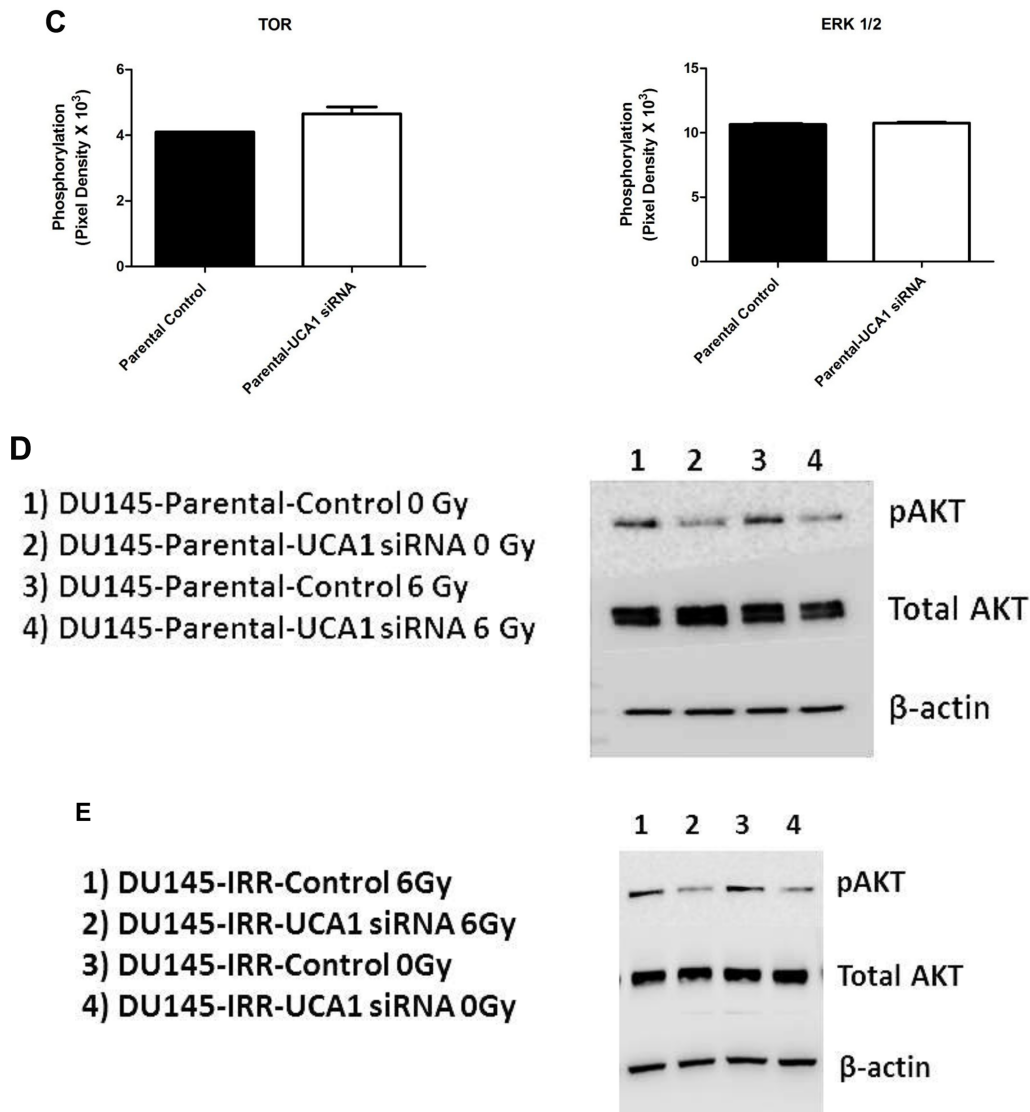 C
TOR
Phosphorylation
(Pixel Density X 10³)
6
4
2
0
Parental Control
Parental-UCA1 siRNA
ERK 1/2
Phosphorylation
(Pixel Density X 10³)
15
10
5
0
Parental Control
Parental-UCA1 siRNA
D
1) DU145-Parental-Control 0 Gy
2) DU145-Parental-UCA1 siRNA 0 Gy
3) DU145-Parental-Control 6 Gy
4) DU145-Parental-UCA1 siRNA 6 Gy
1 2 3 4
pAKT
Total AKT
β-actin
E
1) DU145-IRR-Control 6Gy
2) DU145-IRR-UCA1 siRNA 6Gy
3) DU145-IRR-Control 0Gy
4) DU145-IRR-UCA1 siRNA 0Gy
1 2 3 4
pAKT
Total AKT
β-actin